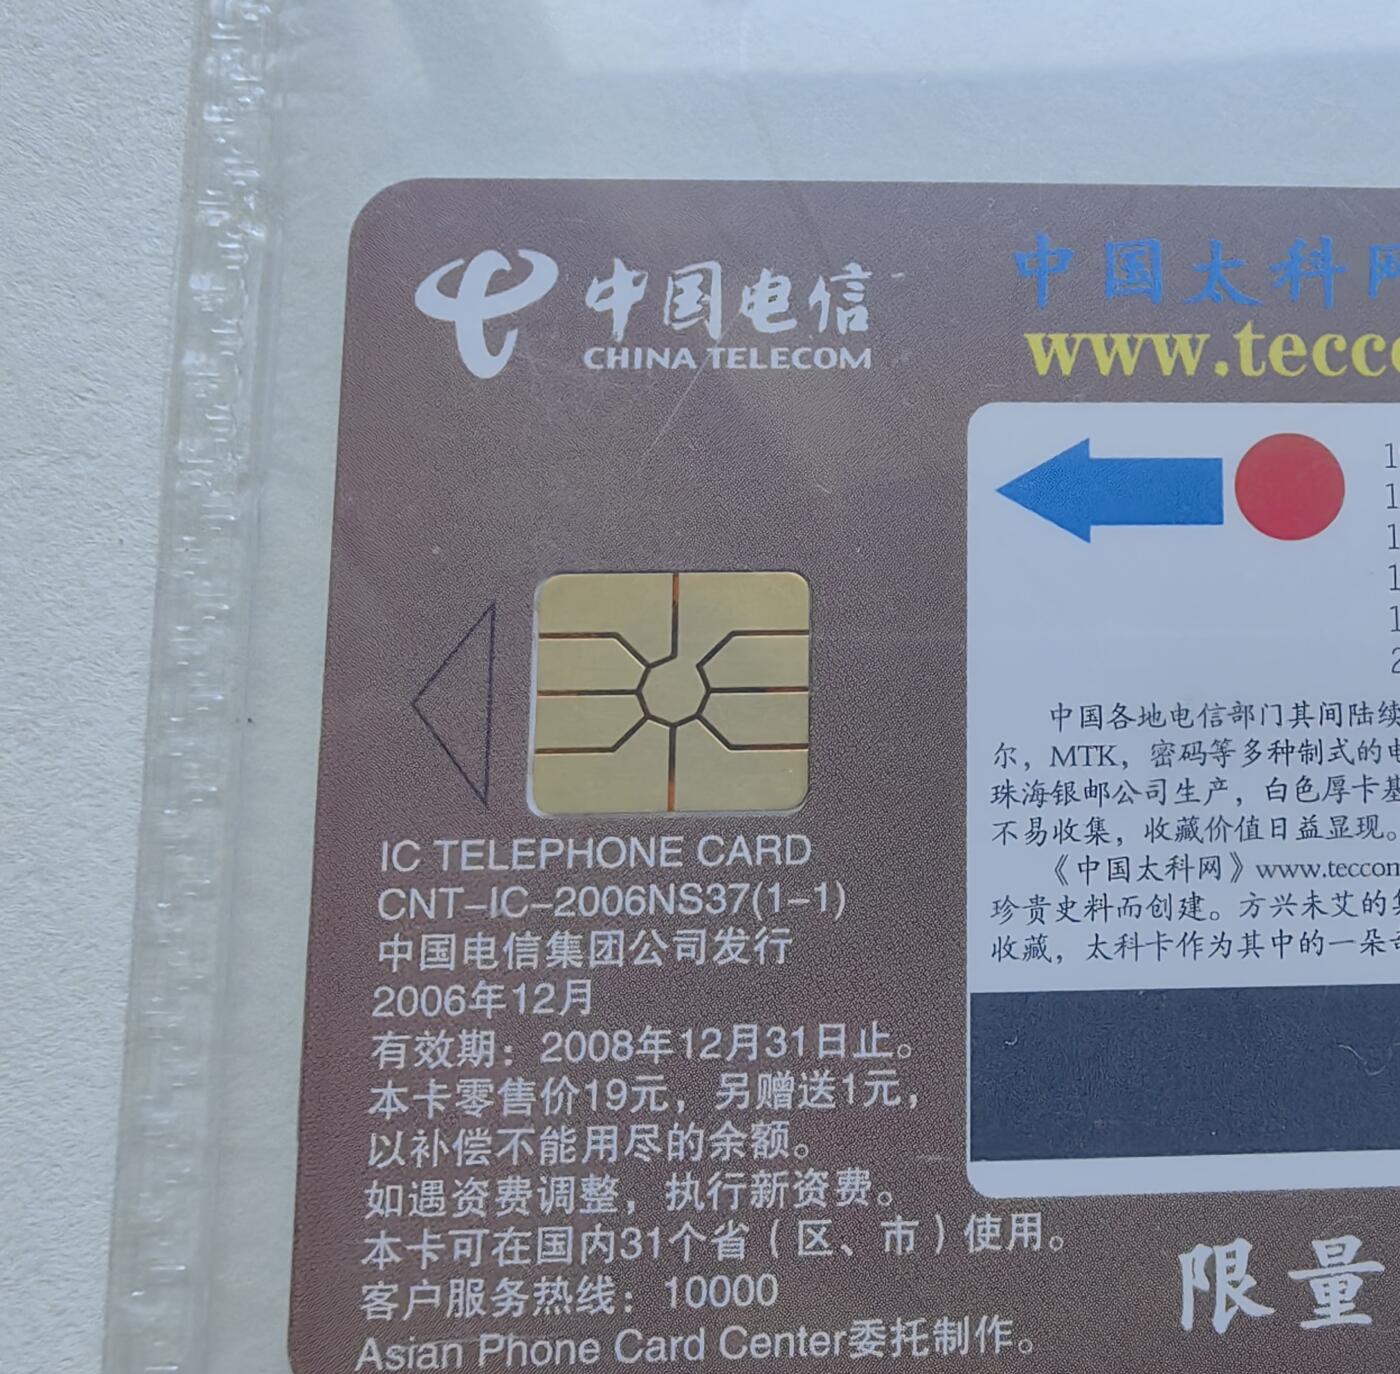 中国电信
CHINA TELECOM
中国太科网
www.tecc
IC TELEPHONE CARD
CNT-IC-2006NS37(1-1)
中国电信集团公司发行
2006年12月
有效期：2008年12月31日止。
本卡零售价19元，另赠送1元，
以补偿不能用尽的余额。
如遇资费调整，执行新资费。
本卡可在国内31个省（区、市）使用。
客户服务热线：10000
Asian Phone Card Center委托制作。
1
1
1
1
1
2
中国各地电信部门其间陆续
尔，MTK，密码等多种制式的电
珠海银邮公司生产，白色厚卡基
不易收集，收藏价值日益显现。
《中国太科网》www.teccon
珍贵史料而创建。方兴未艾的集
收藏，太科卡作为其中的一朵
限量